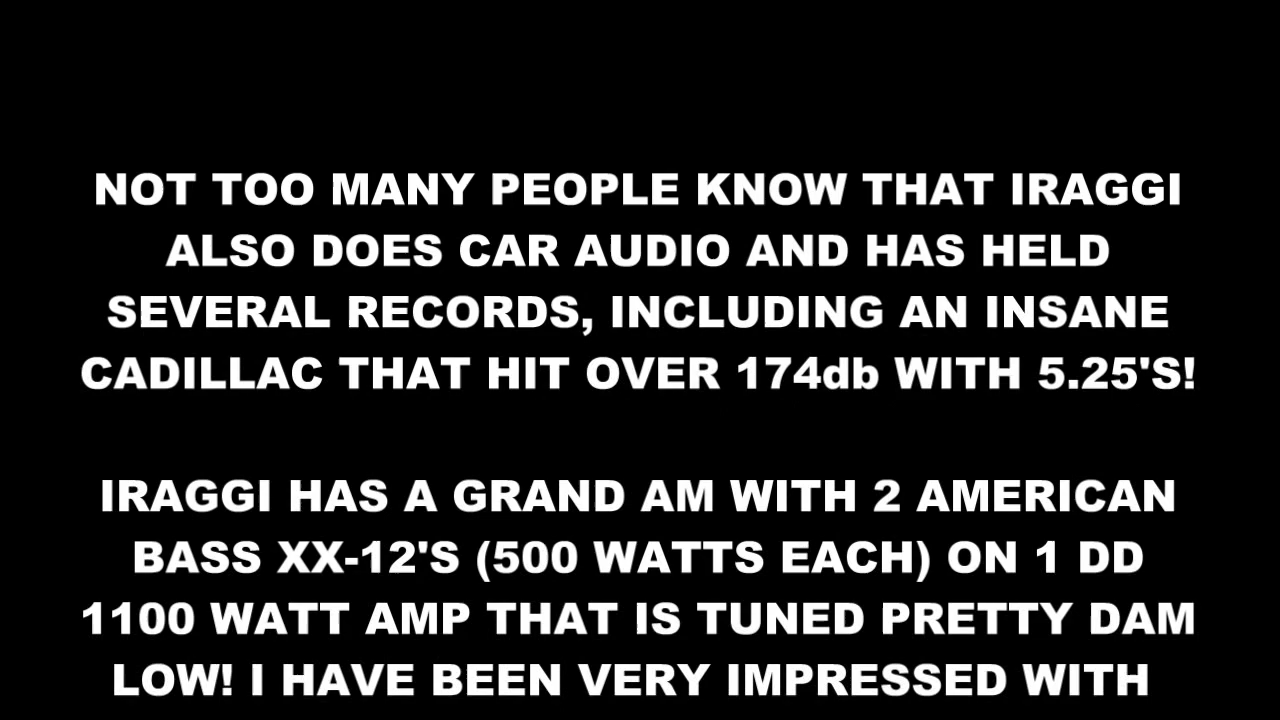 NOT TOO MANY PEOPLE KNOW THAT IRAGGI
ALSO DOES CAR AUDIO AND HAS HELD
SEVERAL RECORDS, INCLUDING AN INSANE
CADILLAC THAT HIT OVER 174db WITH 5.25'S!
IRAGGI HAS A GRAND AM WITH 2 AMERICAN
BASS XX-12'S (500 WATTS EACH) ON 1 DD
1100 WATT AMP THAT IS TUNED PRETTY DAM
LOW! I HAVE BEEN VERY IMPRESSED WITH